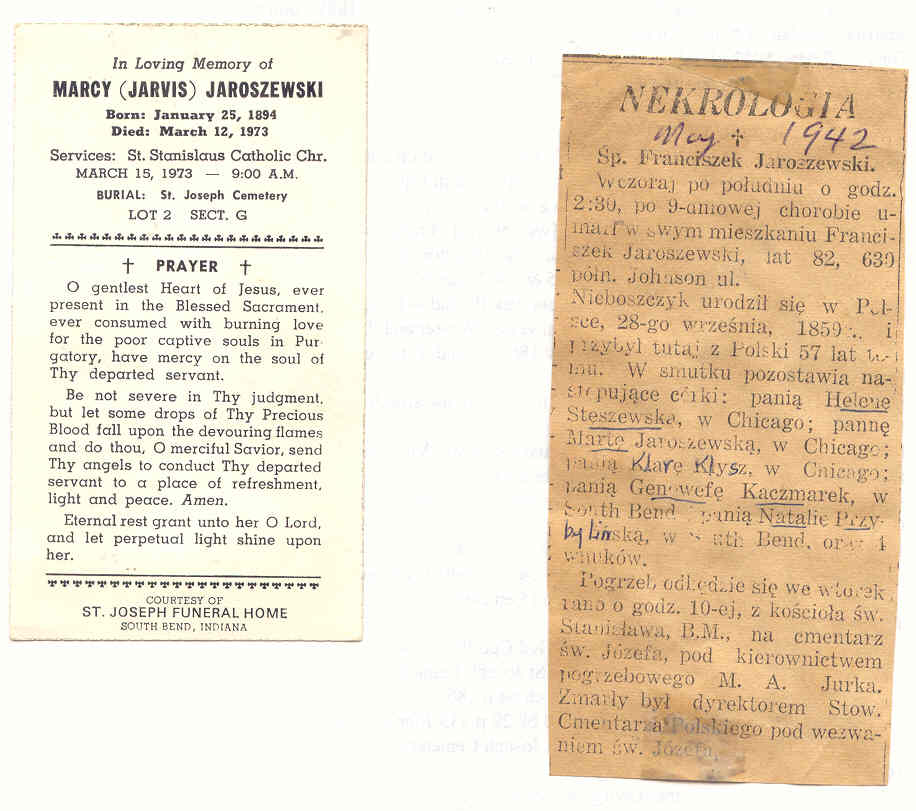 In Loving Memory of
MARCY (JARVIS) JAROSZEWSKI
Born: January 25, 1894
Died: March 12, 1973
Services: St. Stanislaus Catholic Chr.
MARCH 15, 1973 — 9:00 A.M.
BURIAL: St. Joseph Cemetery
LOT 2 SECT. G
† PRAYER †
O gentlest Heart of Jesus, ever
present in the Blessed Sacrament,
ever consumed with burning love
for the poor captive souls in Pur-
gatory, have mercy on the soul of
Thy departed servant.
Be not severe in Thy judgment,
but let some drops of Thy Precious
Blood fall upon the devouring flames
and do thou, O merciful Savior, send
Thy angels to conduct Thy departed
servant to a place of refreshment,
light and peace. Amen.
Eternal rest grant unto her O Lord,
and let perpetual light shine upon
her.
COURTESY OF
ST. JOSEPH FUNERAL HOME
SOUTH BEND, INDIANA
NEKROLOGIA
May † 1942
Śp. Franciszek Jaroszewski.
Wczoraj po południu o godz.
2:30, po 9-dniowej chorobie u-
marł w swym mieszkaniu Franci-
szek Jaroszewski, lat 82, 630
półn. Johnson ul.
Nieboszczyk urodził się w Pol-
sce, 28-go września, 1859 i
przybył tutaj z Polski 57 lat te-
mu. W smutku pozostawia na-
stępujące córki: panią Helenę
Stęszewską, w Chicago; pannę
Martę Jaroszewską, w Chicago;
panią Klarę Kłysz, w Chicago;
panią Genowefę Kaczmarek, w
South Bend panią Natalię Przy-
bylińską, w South Bend, oraz 4
wnuków.
Pogrzeb odbędzie się we wtorek
rano o godz. 10-ej, z kościoła św.
Stanisława, B.M., na cmentarz
św. Józefa, pod kierownictwem
pogrzebowego M. A. Jurka.
Zmarły był dyrektorem Stow.
Cmentarza Polskiego pod wezwa-
niem św. Józefa.